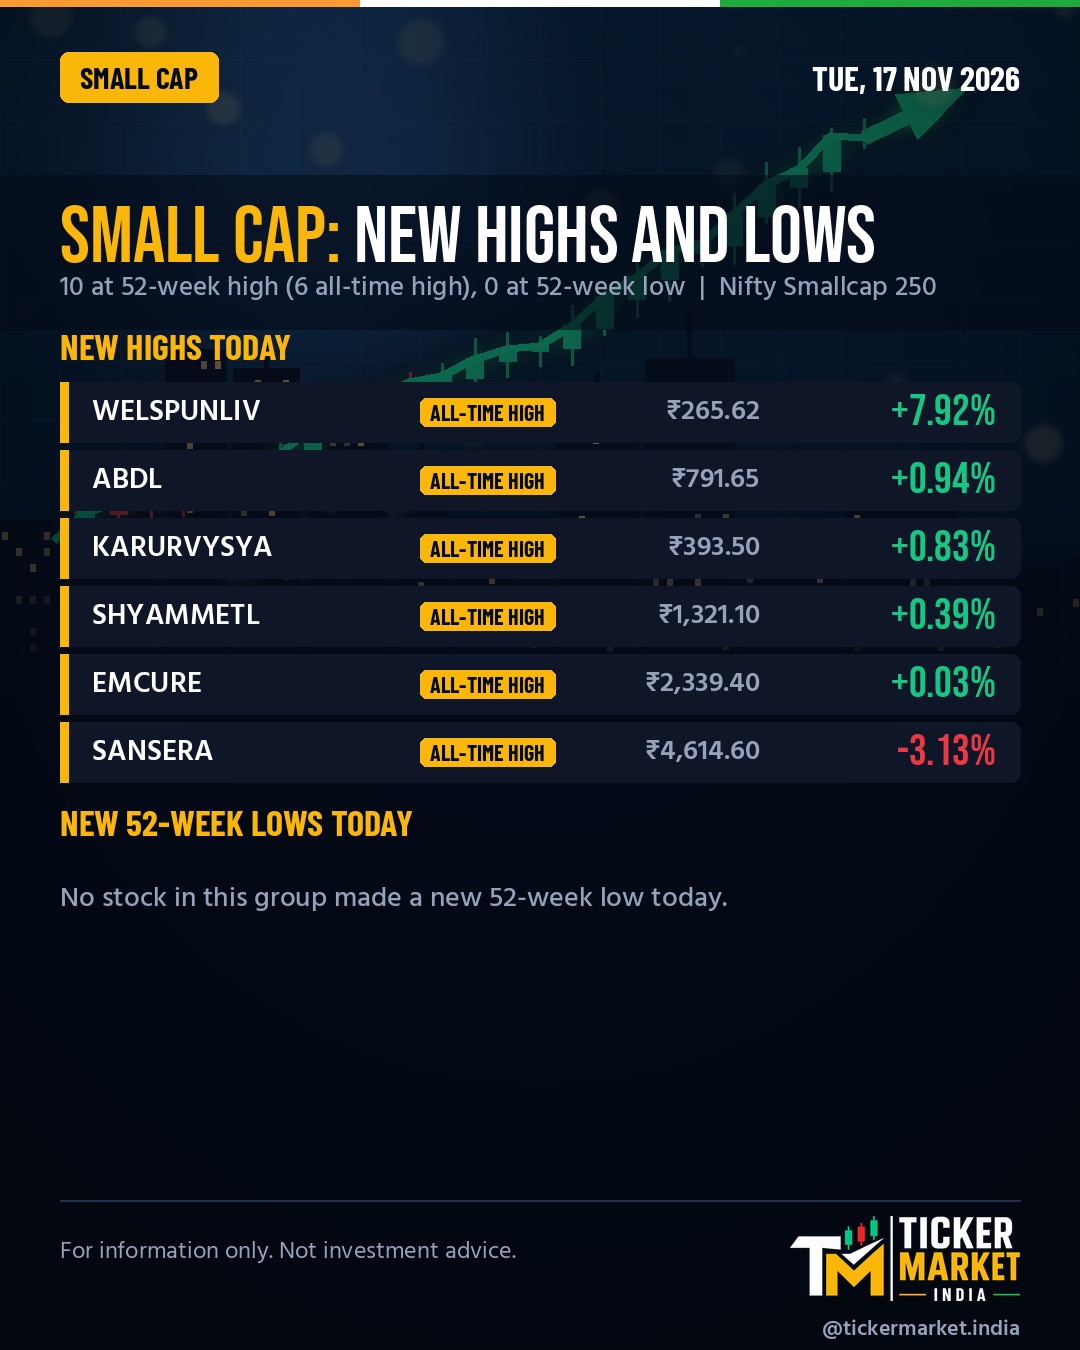 SMALL CAP
TUE, 17 NOV 2026
SMALL CAP: NEW HIGHS AND LOWS
10 at 52-week high (6 all-time high), 0 at 52-week low | Nifty Smallcap 250
NEW HIGHS TODAY
WELSPUNLIV ALL-TIME HIGH ₹265.62 +7.92%
ABDL ALL-TIME HIGH ₹791.65 +0.94%
KARURVYSYA ALL-TIME HIGH ₹393.50 +0.83%
SHYAMMETL ALL-TIME HIGH ₹1,321.10 +0.39%
EMCURE ALL-TIME HIGH ₹2,339.40 +0.03%
SANSERA ALL-TIME HIGH ₹4,614.60 -3.13%
NEW 52-WEEK LOWS TODAY
No stock in this group made a new 52-week low today.
For information only. Not investment advice.
TM TICKER
MARKET
INDIA
@tickermarket.india